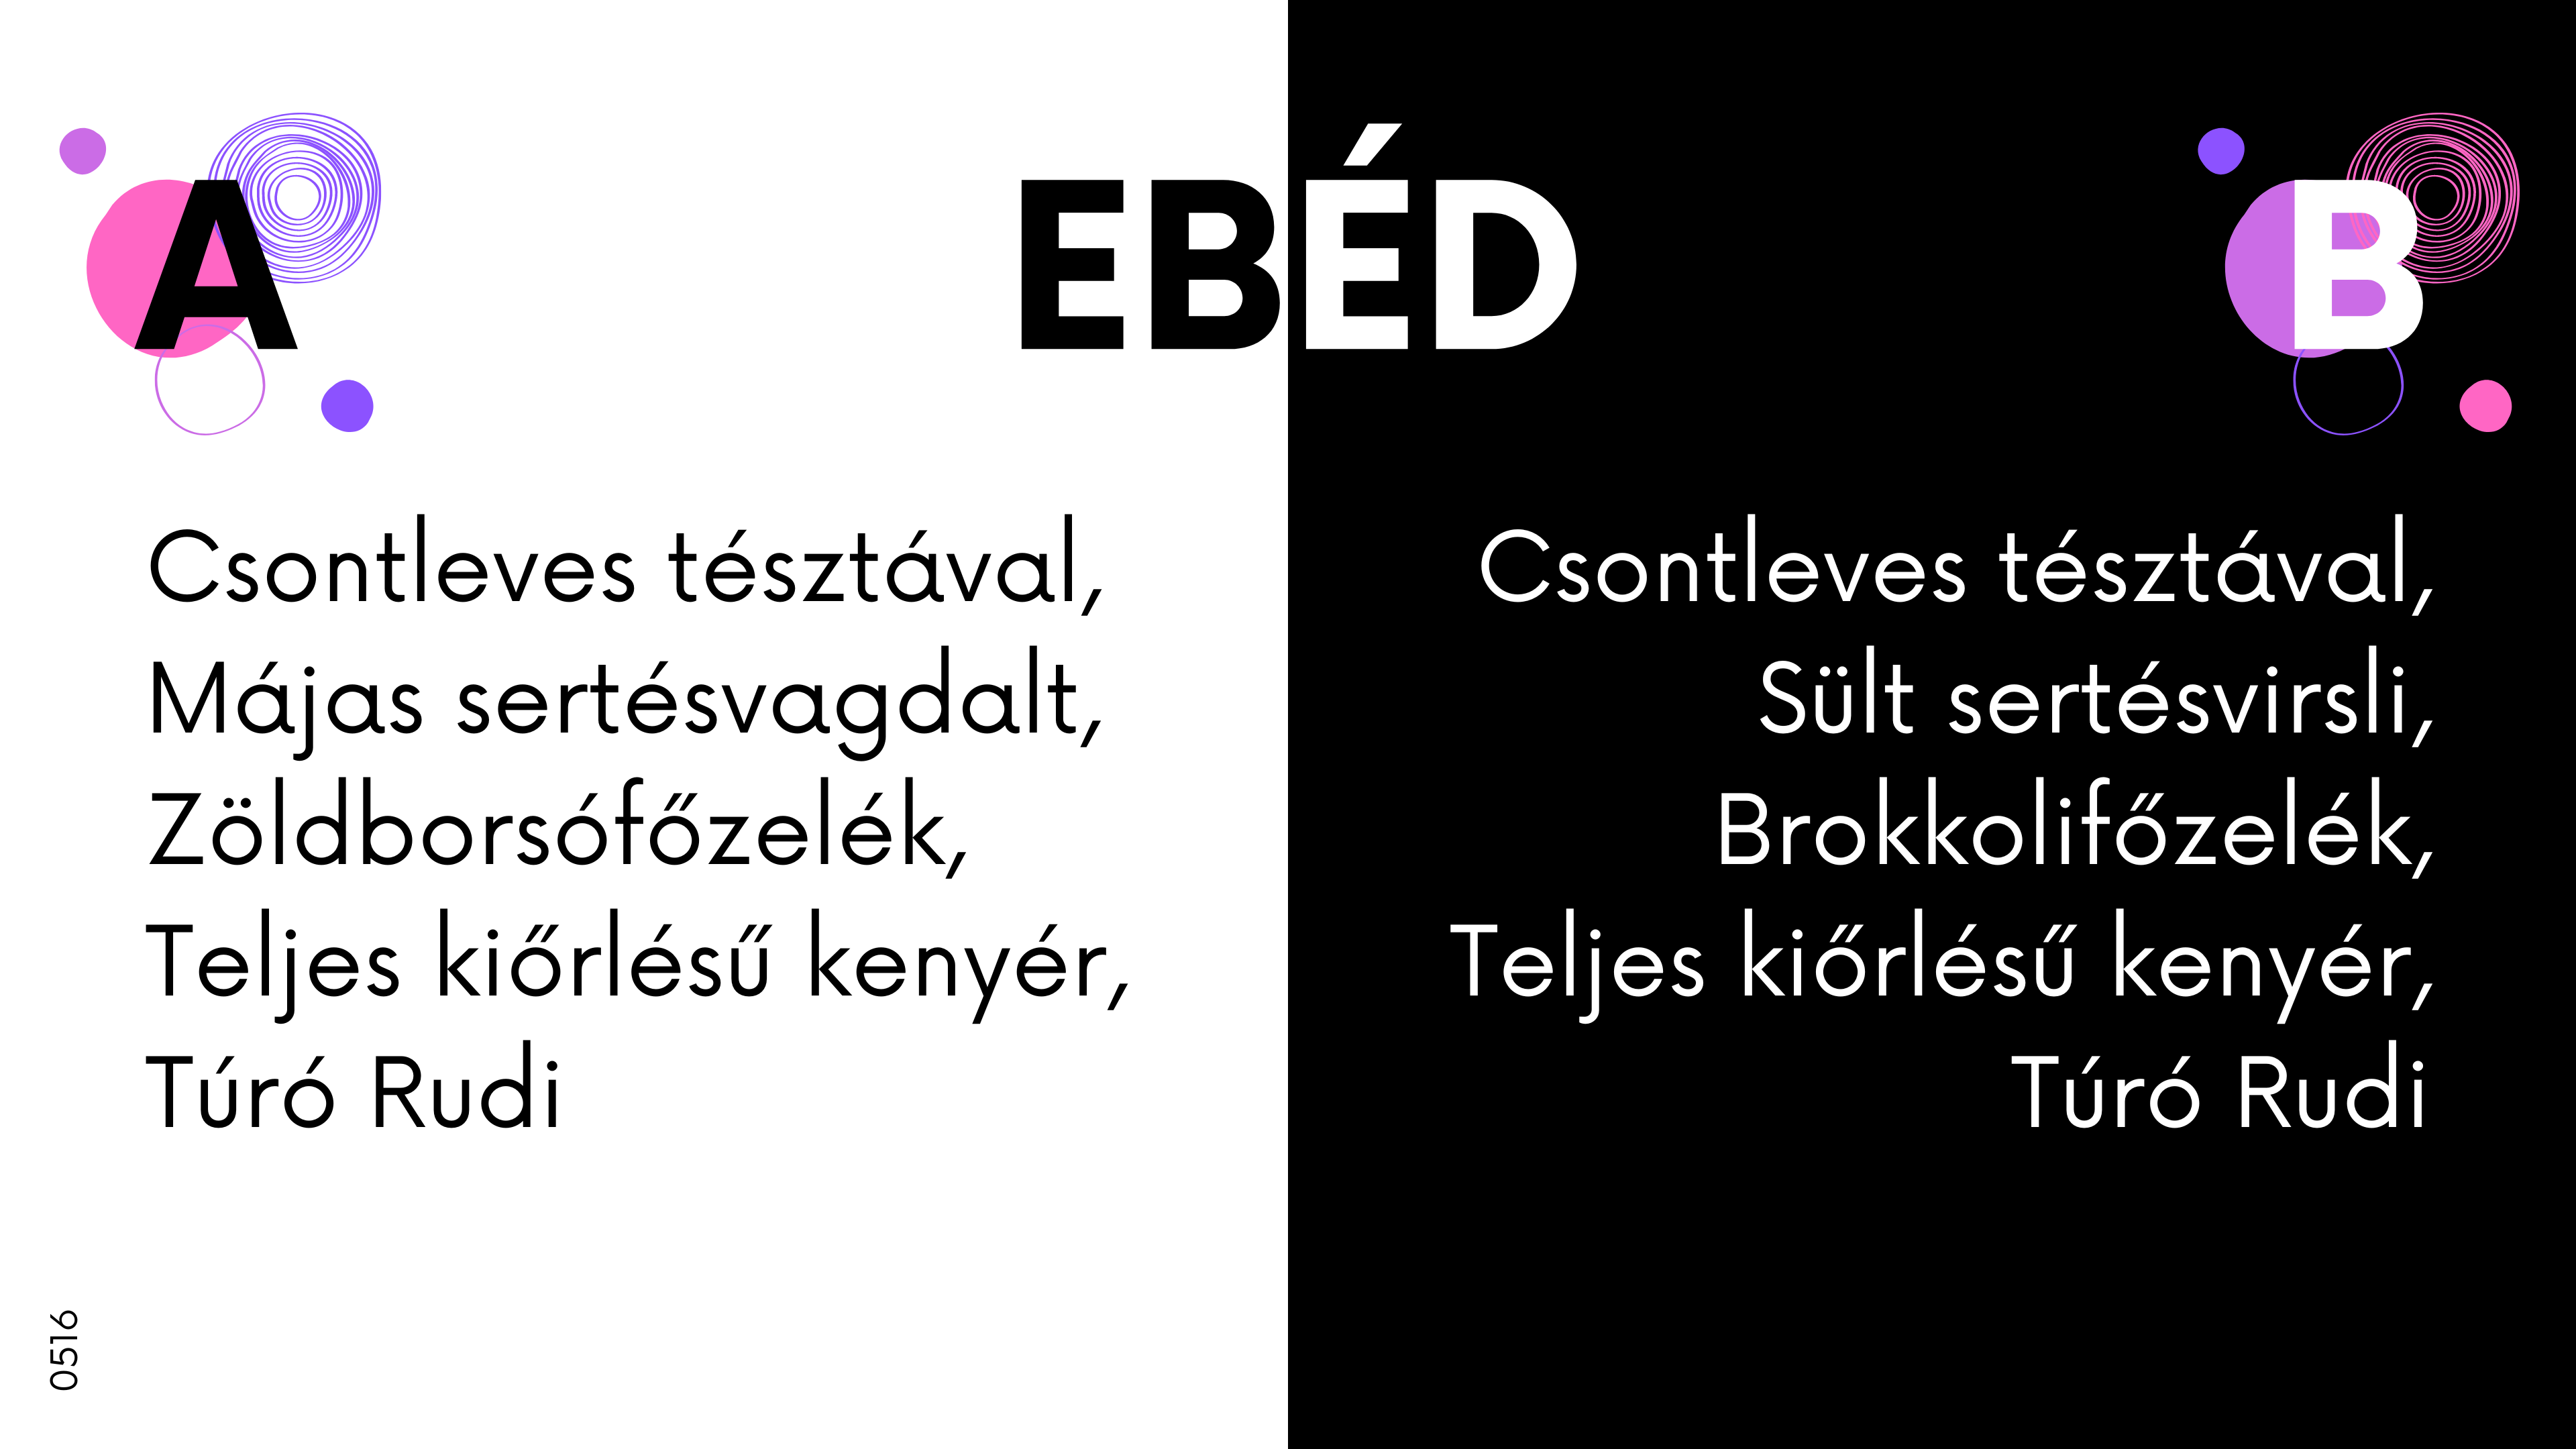 A
EBÉD
B
Csontleves tésztával,
Májas sertésvagdalt,
Zöldborsófőzelék,
Teljes kiőrlésű kenyér,
Túró Rudi
Csontleves tésztával,
Sült sertésvirsli,
Brokkolifőzelék,
Teljes kiőrlésű kenyér,
Túró Rudi
0516